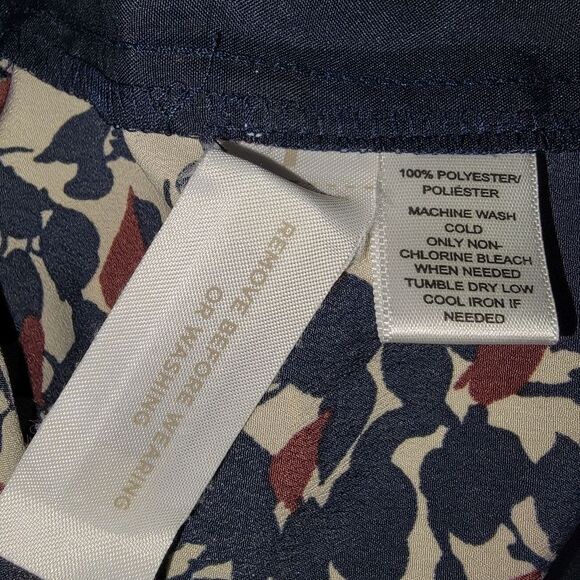 100% POLYESTER/
POLIÉSTER
MACHINE WASH
COLD
ONLY NON-
CHLORINE BLEACH
WHEN NEEDED
TUMBLE DRY LOW
COOL IRON IF
NEEDED
REMOVE BEFORE WEARING
OR WASHING